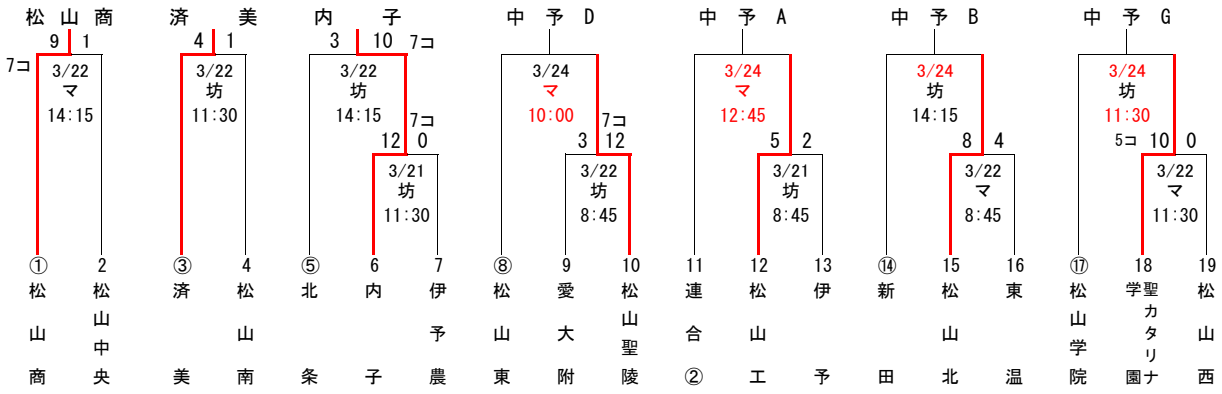 松山商 済美 内子 中予D 中予A 中予B 中予G
9 1 4 1 3 10 7コ
7コ 3/22 3/22 3/22 3/24 3/24 3/24 3/24
マ 坊 坊 マ マ 坊 坊
14:15 11:30 14:15 10:00 12:45 14:15 11:30
7コ 7コ
12 0 3 12 5 2 8 4 5コ 10 0
3/21 3/22 3/21 3/22 3/22
坊 坊 坊 マ マ
11:30 8:45 8:45 8:45 11:30
① 2 ③ 4 ⑤ 6 7 ⑧ 9 10 11 12 13 ⑭ 15 16 ⑰ 18 19
松山商
松山中央
済美
松山南
北条
内子
伊予農
松山東
愛大附
松山聖陵
連合②
松山工
伊予
新田
松山北
東温
松山学院
聖カタリナ
学園
松山西